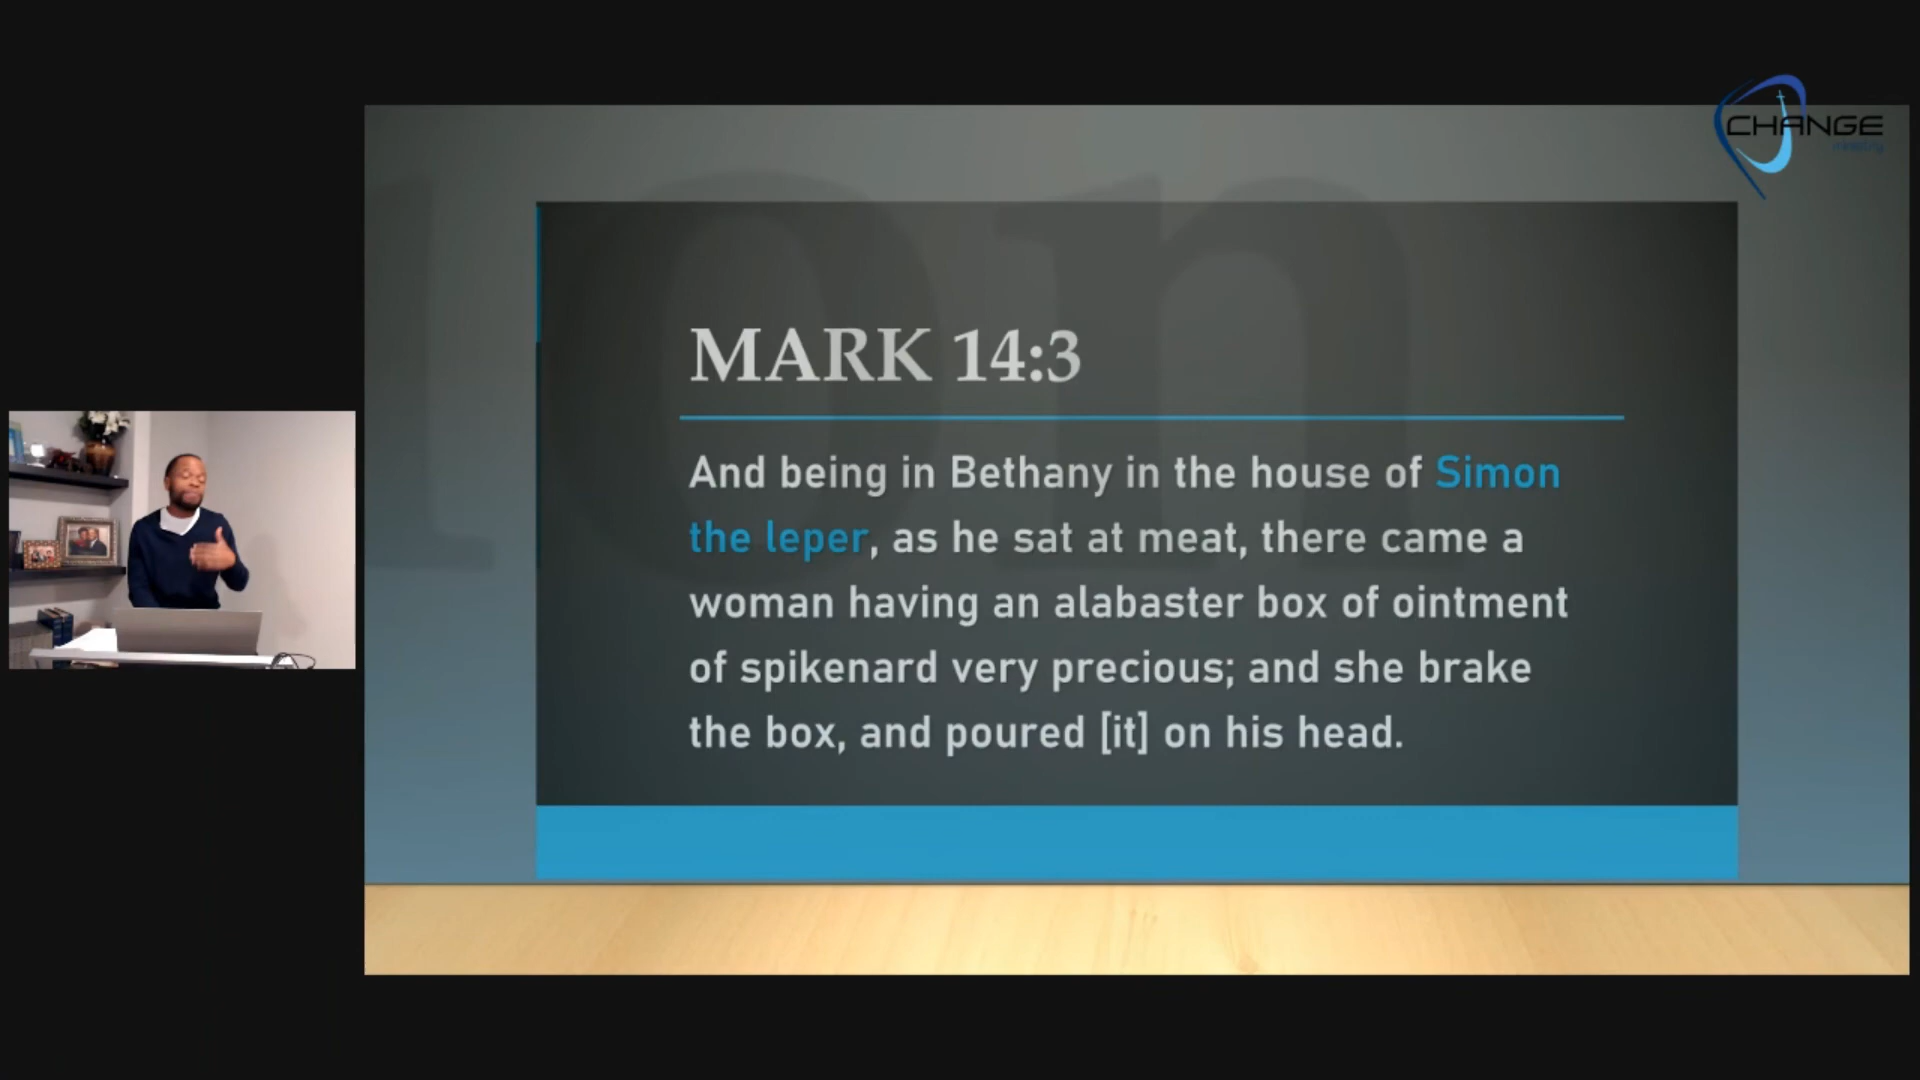 CHANGE
ministry
MARK 14:3
And being in Bethany in the house of Simon
the leper, as he sat at meat, there came a
woman having an alabaster box of ointment
of spikenard very precious; and she brake
the box, and poured [it] on his head.